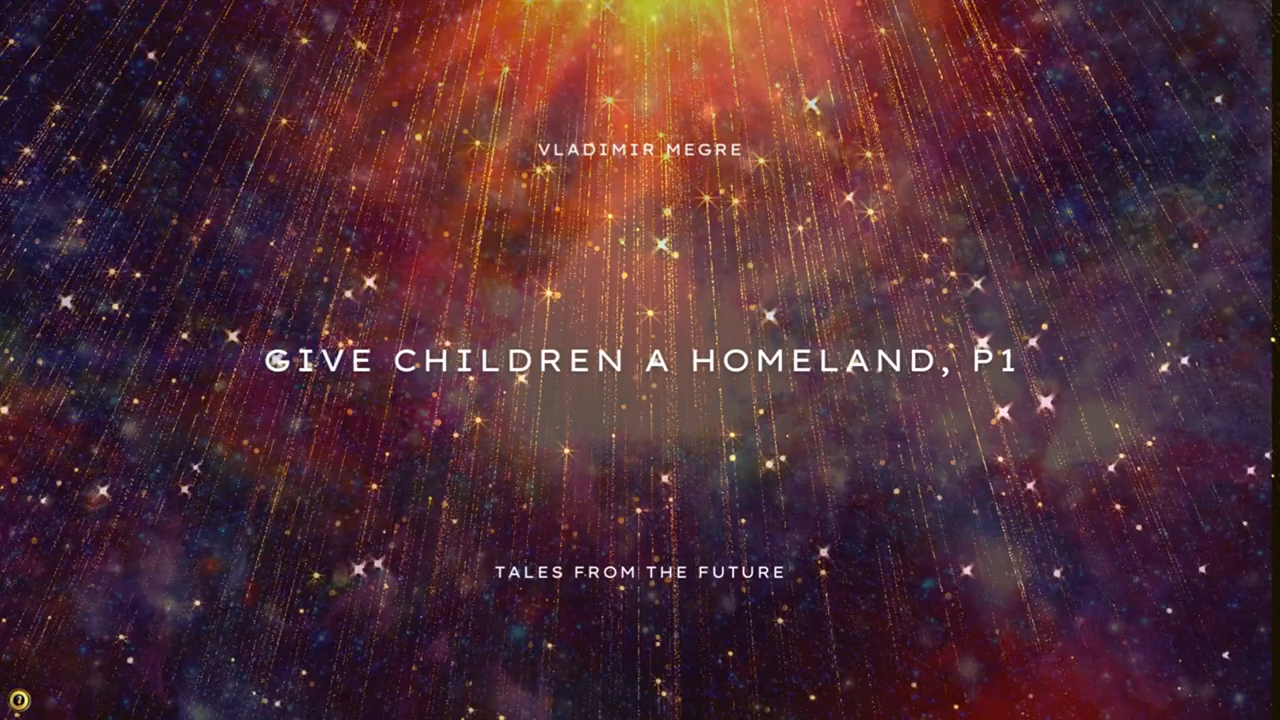 VLADIMIR MEGRE
GIVE CHILDREN A HOMELAND, P1
TALES FROM THE FUTURE